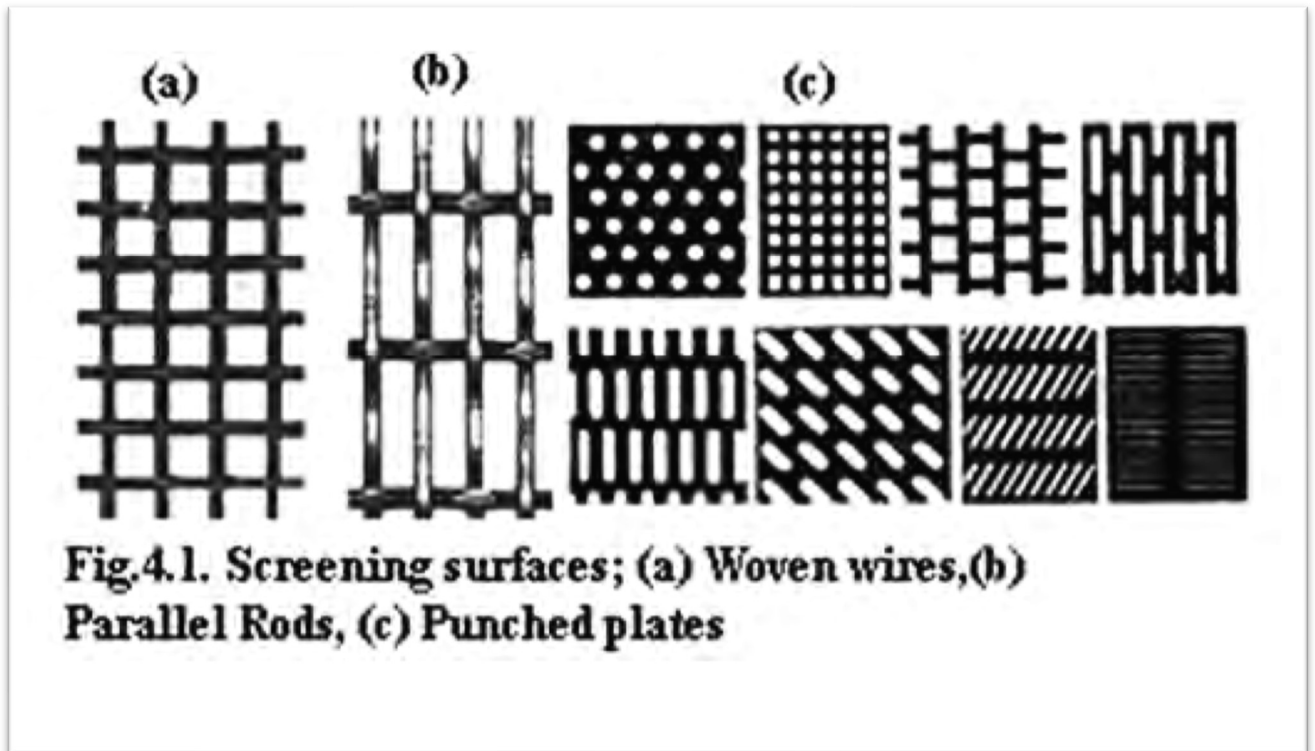 (a) (b) (c)
Fig.4.1. Screening surfaces; (a) Woven wires,(b)
Parallel Rods, (c) Punched plates